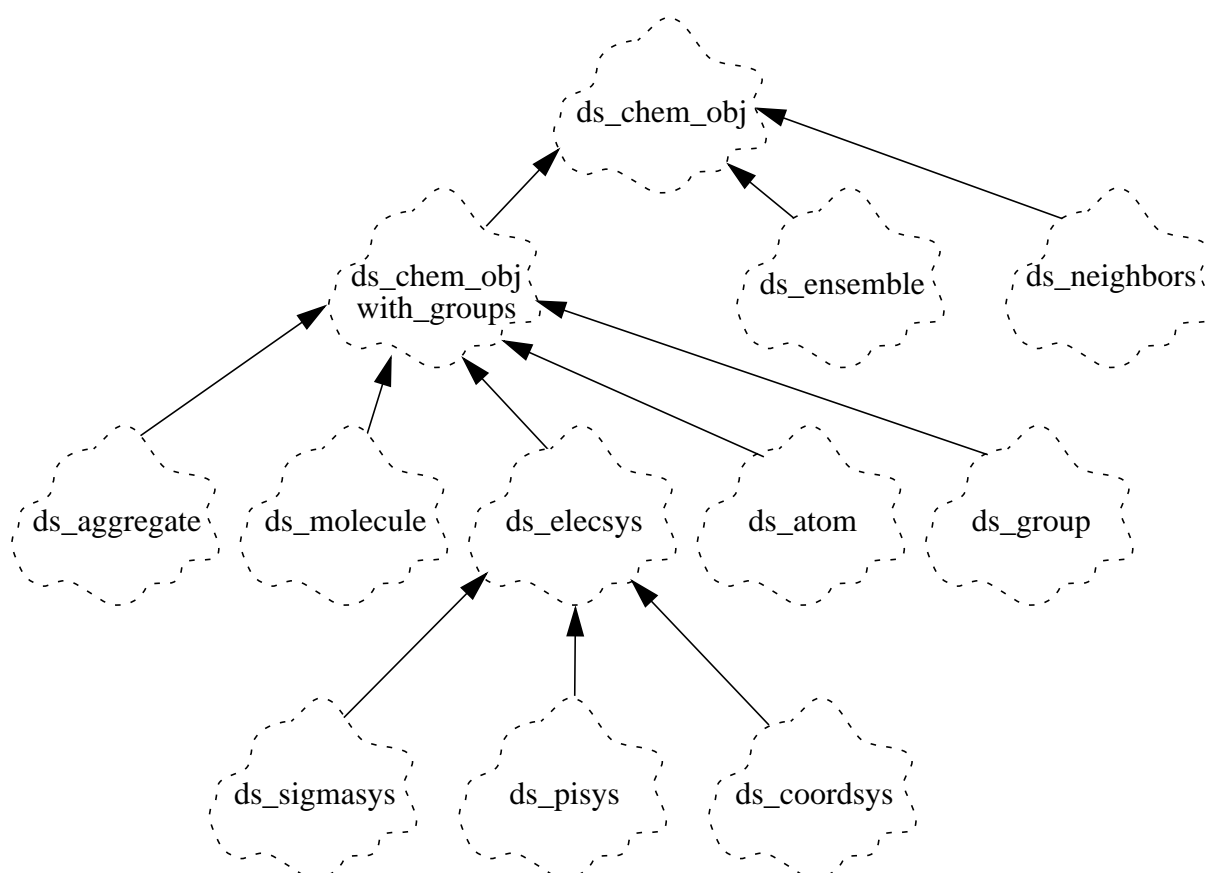 ds_chem_obj
ds_chem_obj
with_groups
ds_ensemble
ds_neighbors
ds_aggregate
ds_molecule
ds_elecsys
ds_atom
ds_group
ds_sigmasys
ds_pisys
ds_coordsys